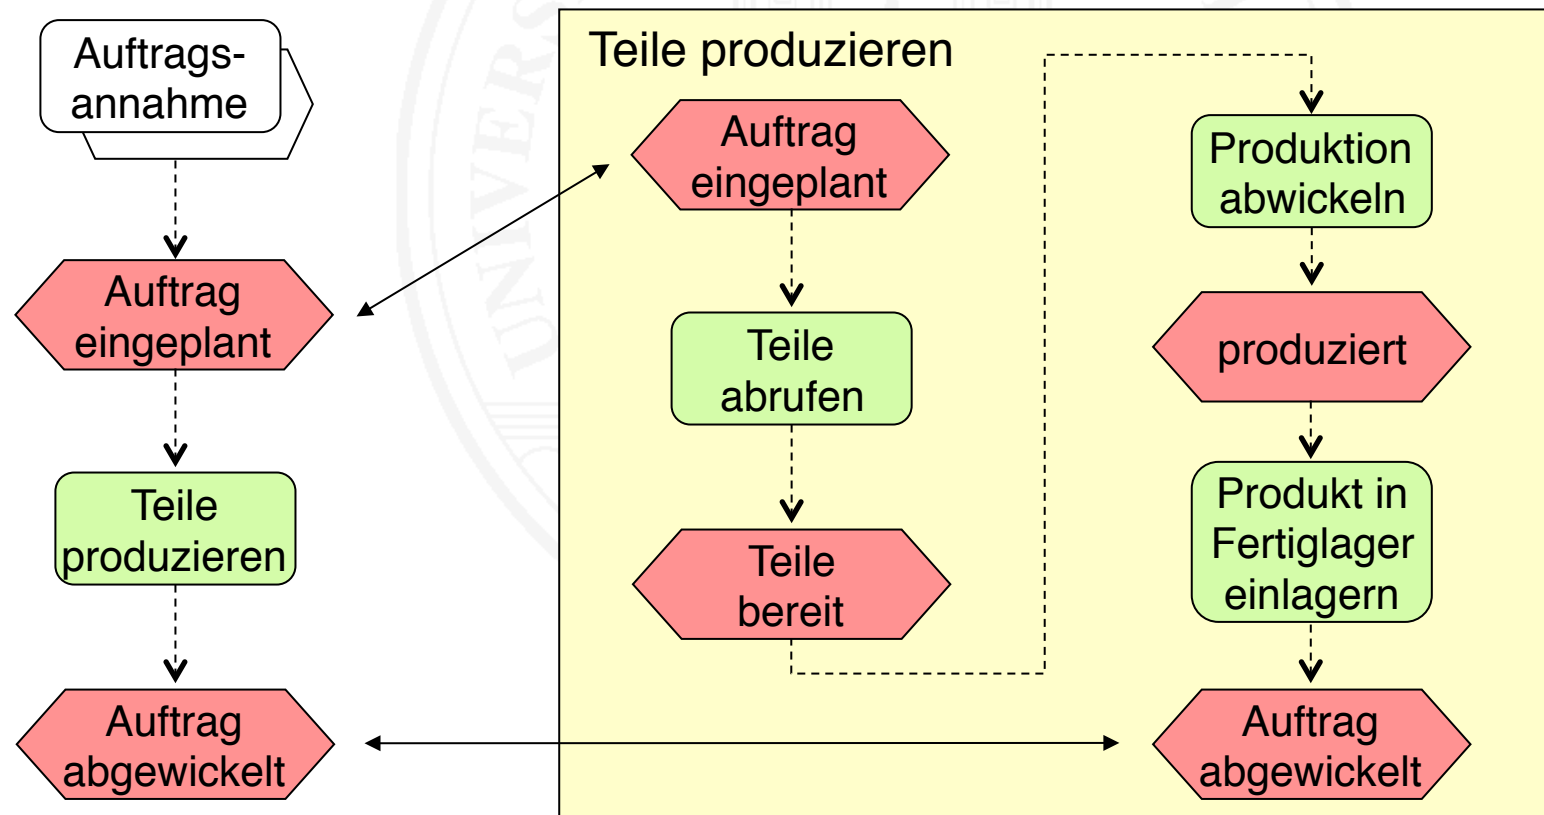 Auftrags-
annahme
Auftrag
eingeplant
Teile
produzieren
Auftrag
abgewickelt
Teile produzieren
Auftrag
eingeplant
Teile
abrufen
Teile
bereit
Produktion
abwickeln
produziert
Produkt in
Fertiglager
einlagern
Auftrag
abgewickelt
UNIVERS